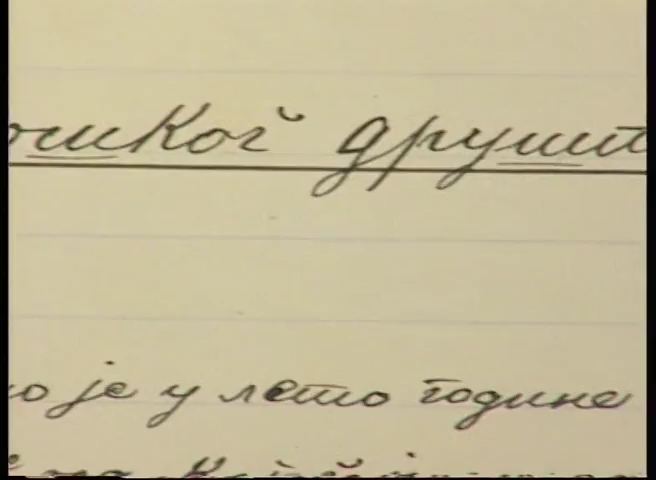 ошког друшт
о је у лето године